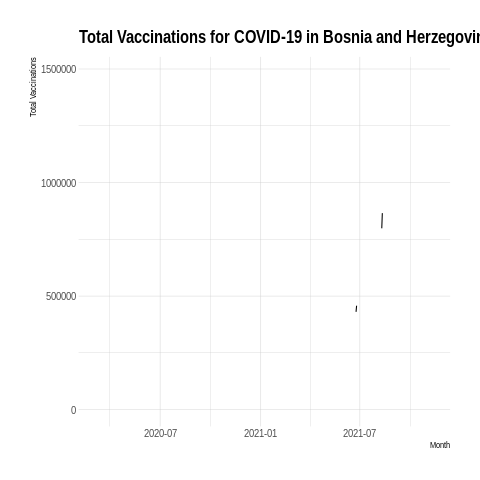 Total Vaccinations for COVID-19 in Bosnia and Herzegovin
Total Vaccinations
1500000
1000000
500000
0
2020-07 2021-01 2021-07
Month